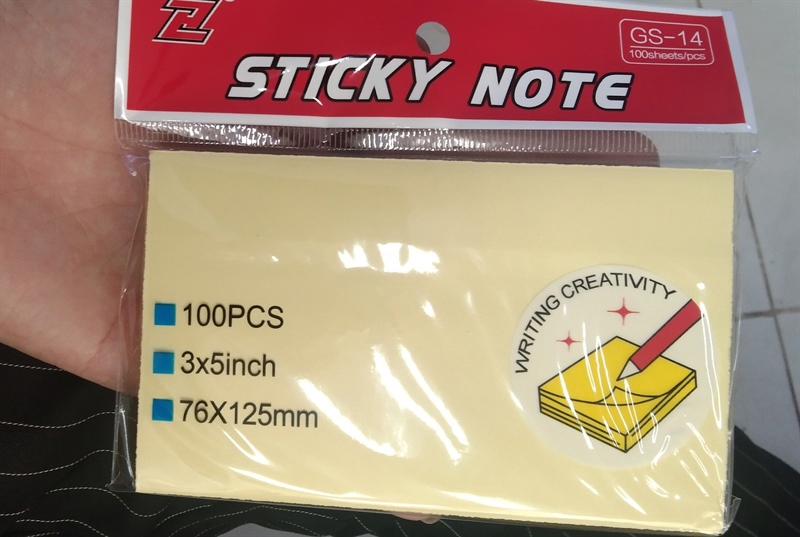 GS-14
100sheets/pcs
STICKY NOTE
WRITING CREATIVITY
100PCS
3x5inch
76X125mm